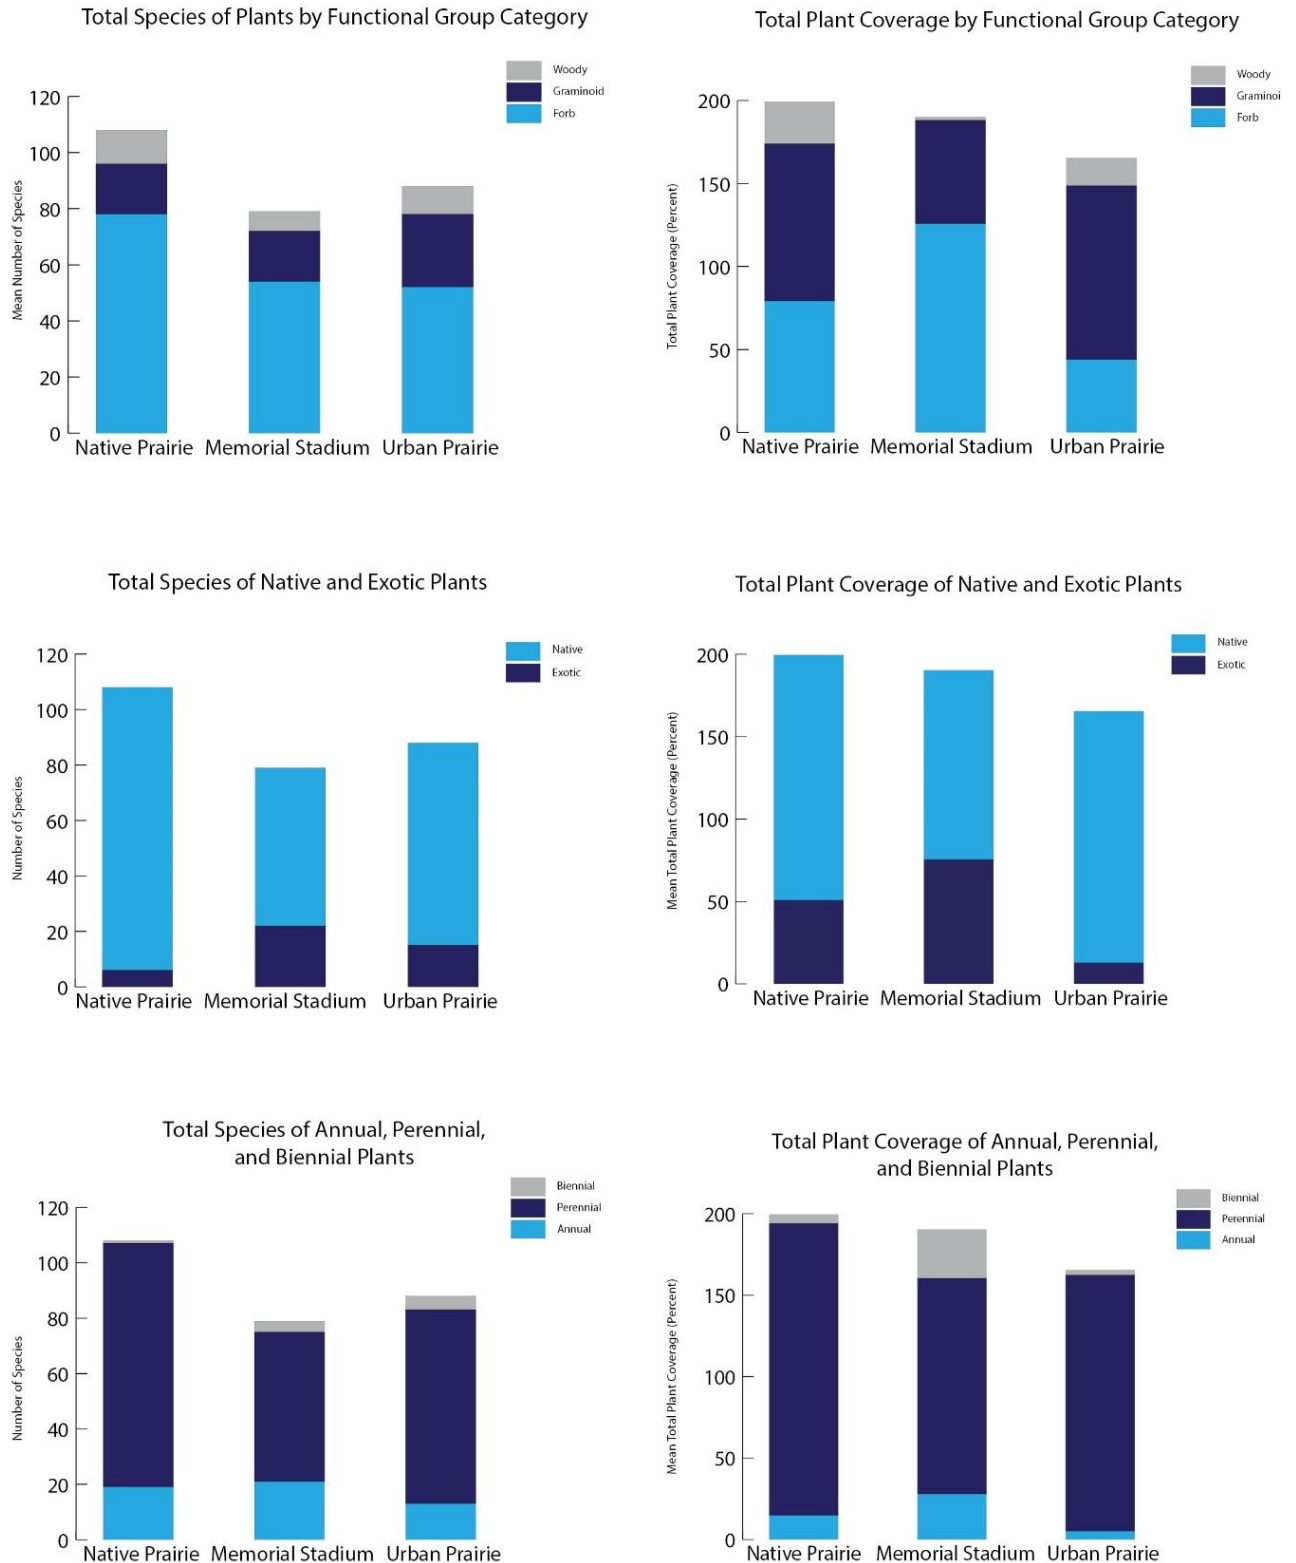 Total Species of Plants by Functional Group Category
Woody
Graminoid
Forb
120
100
80
60
40
20
0
Mean Number of Species
Native Prairie Memorial Stadium Urban Prairie
Total Plant Coverage by Functional Group Category
Woody
Graminoi
Forb
200
150
100
50
0
Total Plant Coverage (Percent)
Native Prairie Memorial Stadium Urban Prairie
Total Species of Native and Exotic Plants
Native
Exotic
120
100
80
60
40
20
0
Number of Species
Native Prairie Memorial Stadium Urban Prairie
Total Plant Coverage of Native and Exotic Plants
Native
Exotic
200
150
100
50
0
Mean Total Plant Coverage (Percent)
Native Prairie Memorial Stadium Urban Prairie
Total Species of Annual, Perennial,
and Biennial Plants
Biennial
Perennial
Annual
120
100
80
60
40
20
0
Number of Species
Native Prairie Memorial Stadium Urban Prairie
Total Plant Coverage of Annual, Perennial,
and Biennial Plants
Biennial
Perennial
Annual
200
150
100
50
0
Mean Total Plant Coverage (Percent)
Native Prairie Memorial Stadium Urban Prairie